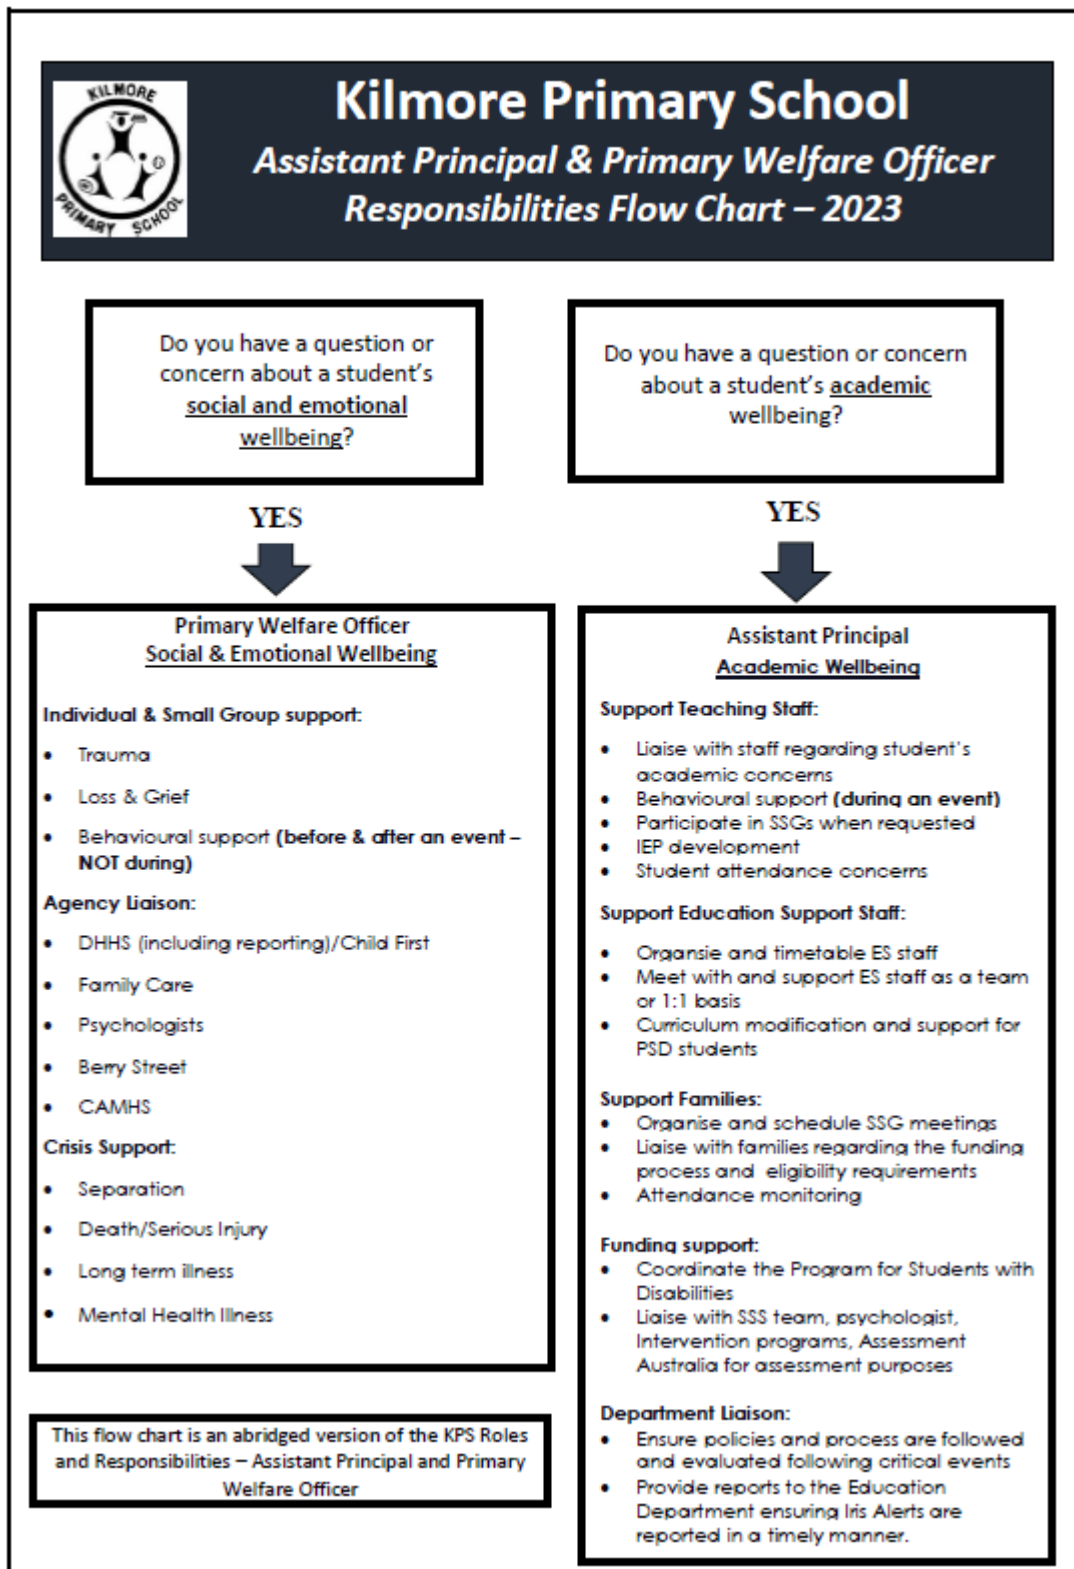 KILMORE
PRIMARY SCHOOL
Kilmore Primary School
Assistant Principal & Primary Welfare Officer
Responsibilities Flow Chart – 2023
Do you have a question or
concern about a student's
social and emotional
wellbeing?
YES
Primary Welfare Officer
Social & Emotional Wellbeing
Individual & Small Group support:
• Trauma
• Loss & Grief
• Behavioural support (before & after an event –
NOT during)
Agency Liaison:
• DHHS (including reporting)/Child First
• Family Care
• Psychologists
• Berry Street
• CAMHS
Crisis Support:
• Separation
• Death/Serious Injury
• Long term illness
• Mental Health Illness
This flow chart is an abridged version of the KPS Roles
and Responsibilities – Assistant Principal and Primary
Welfare Officer
Do you have a question or concern
about a student's academic
wellbeing?
YES
Assistant Principal
Academic Wellbeing
Support Teaching Staff:
• Liaise with staff regarding student's
academic concerns
• Behavioural support (during an event)
• Participate in SSGs when requested
• IEP development
• Student attendance concerns
Support Education Support Staff:
• Organsie and timetable ES staff
• Meet with and support ES staff as a team
or 1:1 basis
• Curriculum modification and support for
PSD students
Support Families:
• Organise and schedule SSG meetings
• Liaise with families regarding the funding
process and eligibility requirements
• Attendance monitoring
Funding support:
• Coordinate the Program for Students with
Disabilities
• Liaise with SSS team, psychologist,
Intervention programs, Assessment
Australia for assessment purposes
Department Liaison:
• Ensure policies and process are followed
and evaluated following critical events
• Provide reports to the Education
Department ensuring Iris Alerts are
reported in a timely manner.